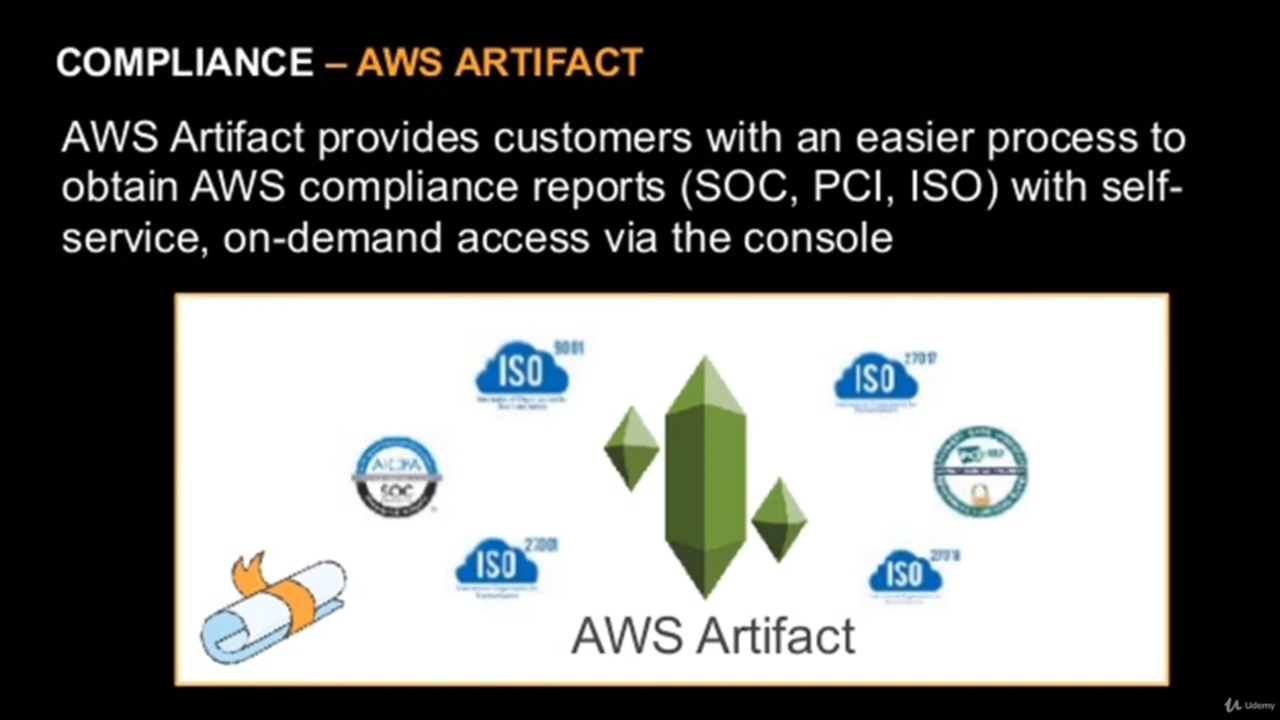 COMPLIANCE – AWS ARTIFACT
AWS Artifact provides customers with an easier process to
obtain AWS compliance reports (SOC, PCI, ISO) with self-
service, on-demand access via the console
ISO 9001
ISO 27017
AICPA
SOC
PCI
ISO 27001
ISO 27018
AWS Artifact
Udemy